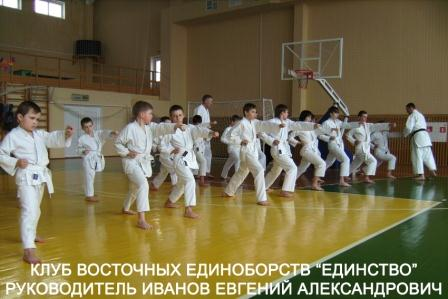 КЛУБ ВОСТОЧНЫХ ЕДИНОБОРСТВ "ЕДИНСТВО"
РУКОВОДИТЕЛЬ ИВАНОВ ЕВГЕНИЙ АЛЕКСАНДРОВИЧ